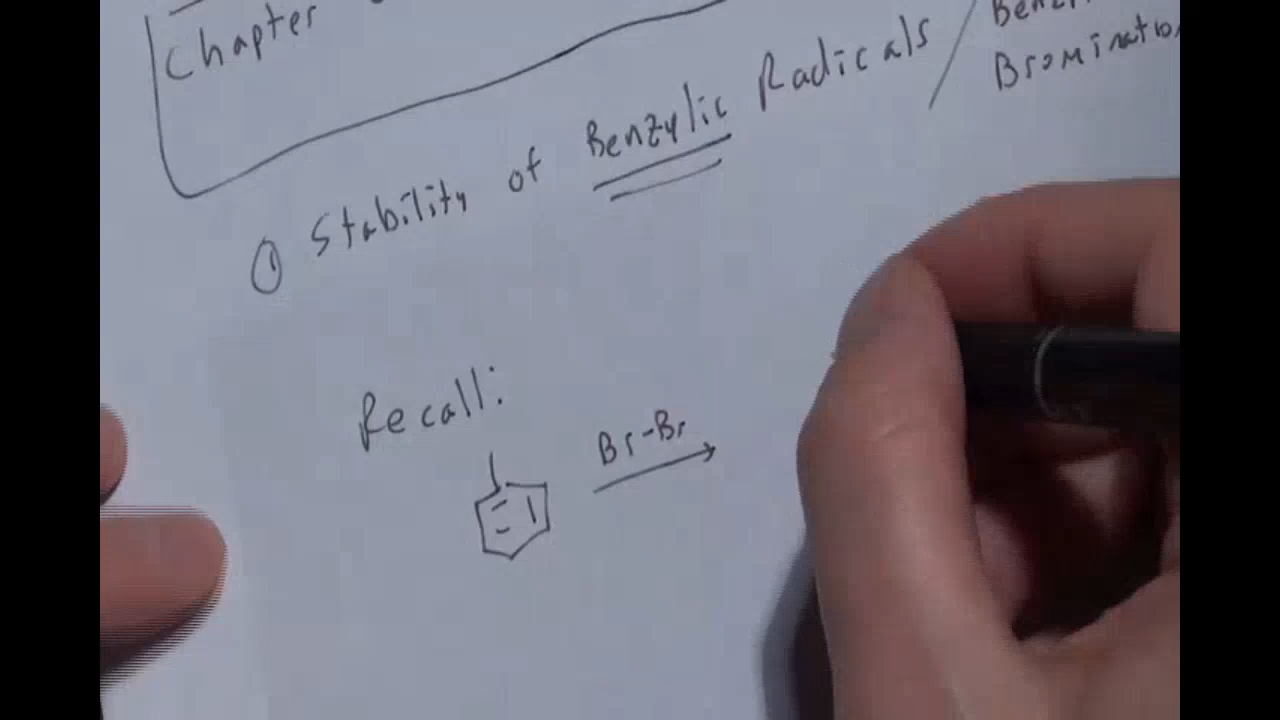 Chapter
① Stability of Benzylic Radicals /
Bromination
Recall:
Br-Br